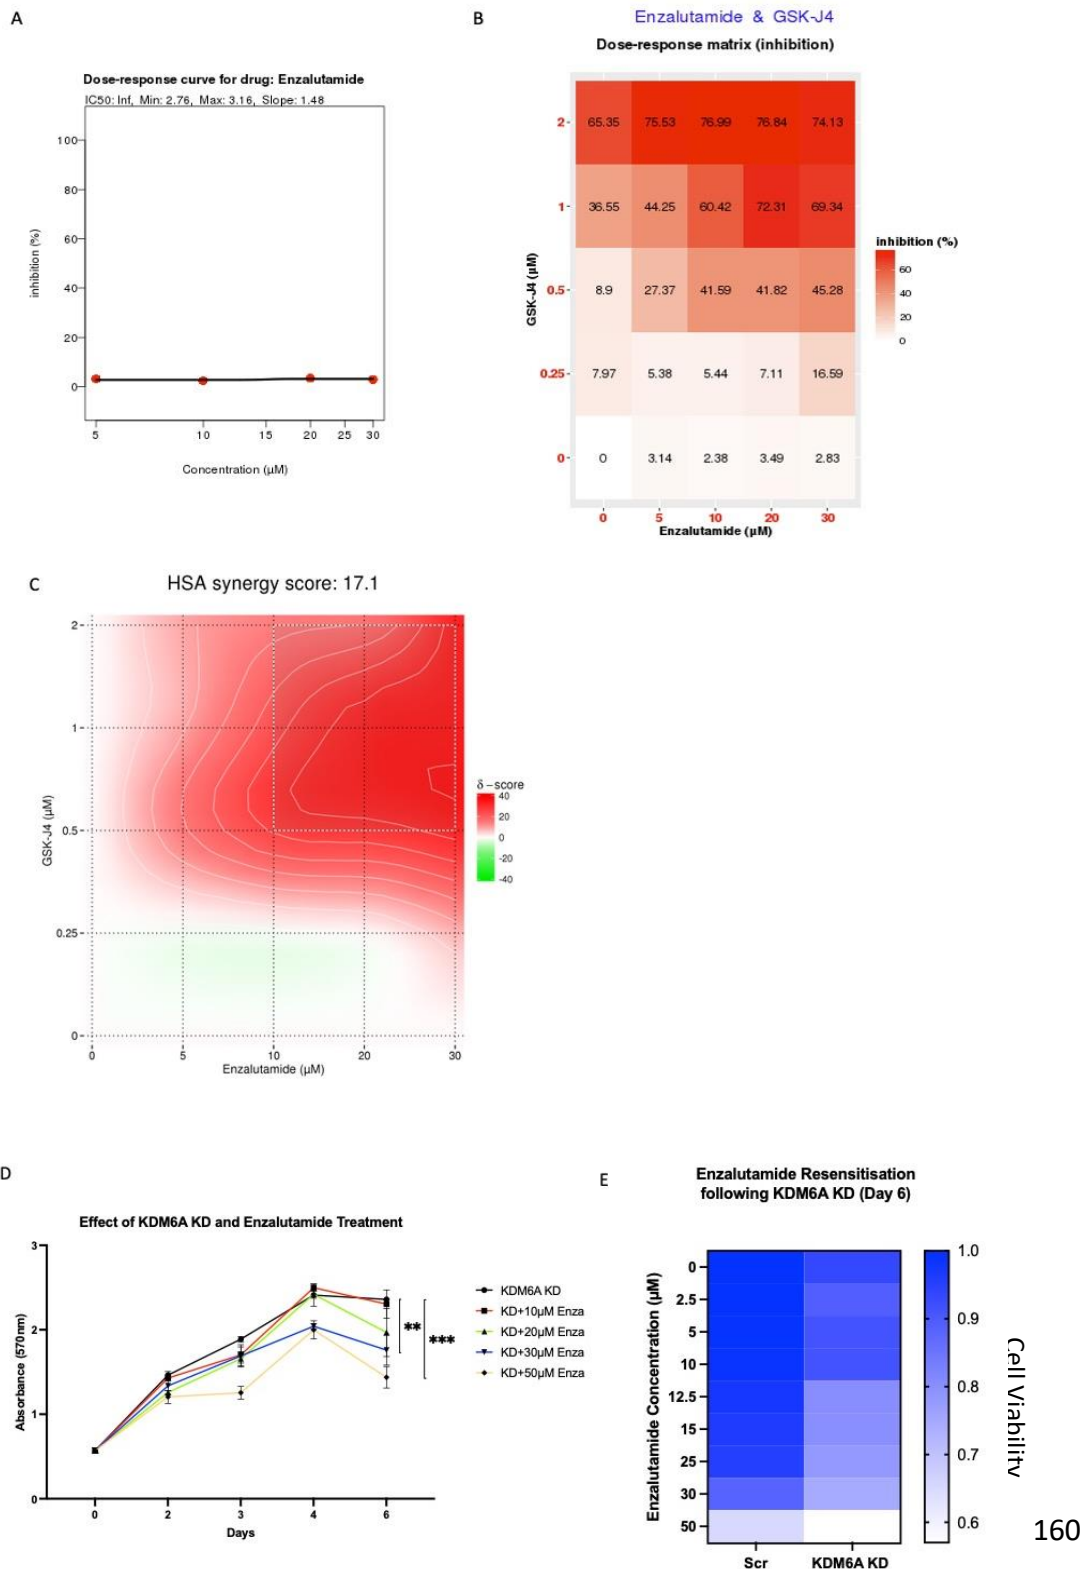 A
Dose-response curve for drug: Enzalutamide
IC50: Inf, Min: 2.76, Max: 3.16, Slope: 1.48
100
80
60
40
20
0
inhibition (%)
5 10 15 20 25 30
Concentration (µM)
B
Enzalutamide & GSK-J4
Dose-response matrix (inhibition)
2 65.35 75.53 76.99 76.84 74.13
1 36.55 44.25 60.42 72.31 69.34
0.5 8.9 27.37 41.59 41.82 45.28
0.25 7.97 5.38 5.44 7.11 16.59
0 0 3.14 2.38 3.49 2.83
GSK-J4 (µM)
0 5 10 20 30
Enzalutamide (µM)
inhibition (%)
60
40
20
0
C
HSA synergy score: 17.1
2
1
0.5
0.25
0
GSK-J4 (µM)
0 5 10 20 30
Enzalutamide (µM)
δ -score
40
20
0
-20
-40
D
Effect of KDM6A KD and Enzalutamide Treatment
3
2
1
0
Absorbance (570nm)
0 2 3 4 6
Days
**
***
KDM6A KD
KD+10µM Enza
KD+20µM Enza
KD+30µM Enza
KD+50µM Enza
E
Enzalutamide Resensitisation
following KDM6A KD (Day 6)
0
2.5
5
10
12.5
15
25
30
50
Enzalutamide Concentration (µM)
Scr KDM6A KD
1.0
0.9
0.8
0.7
0.6
Cell Viability
160